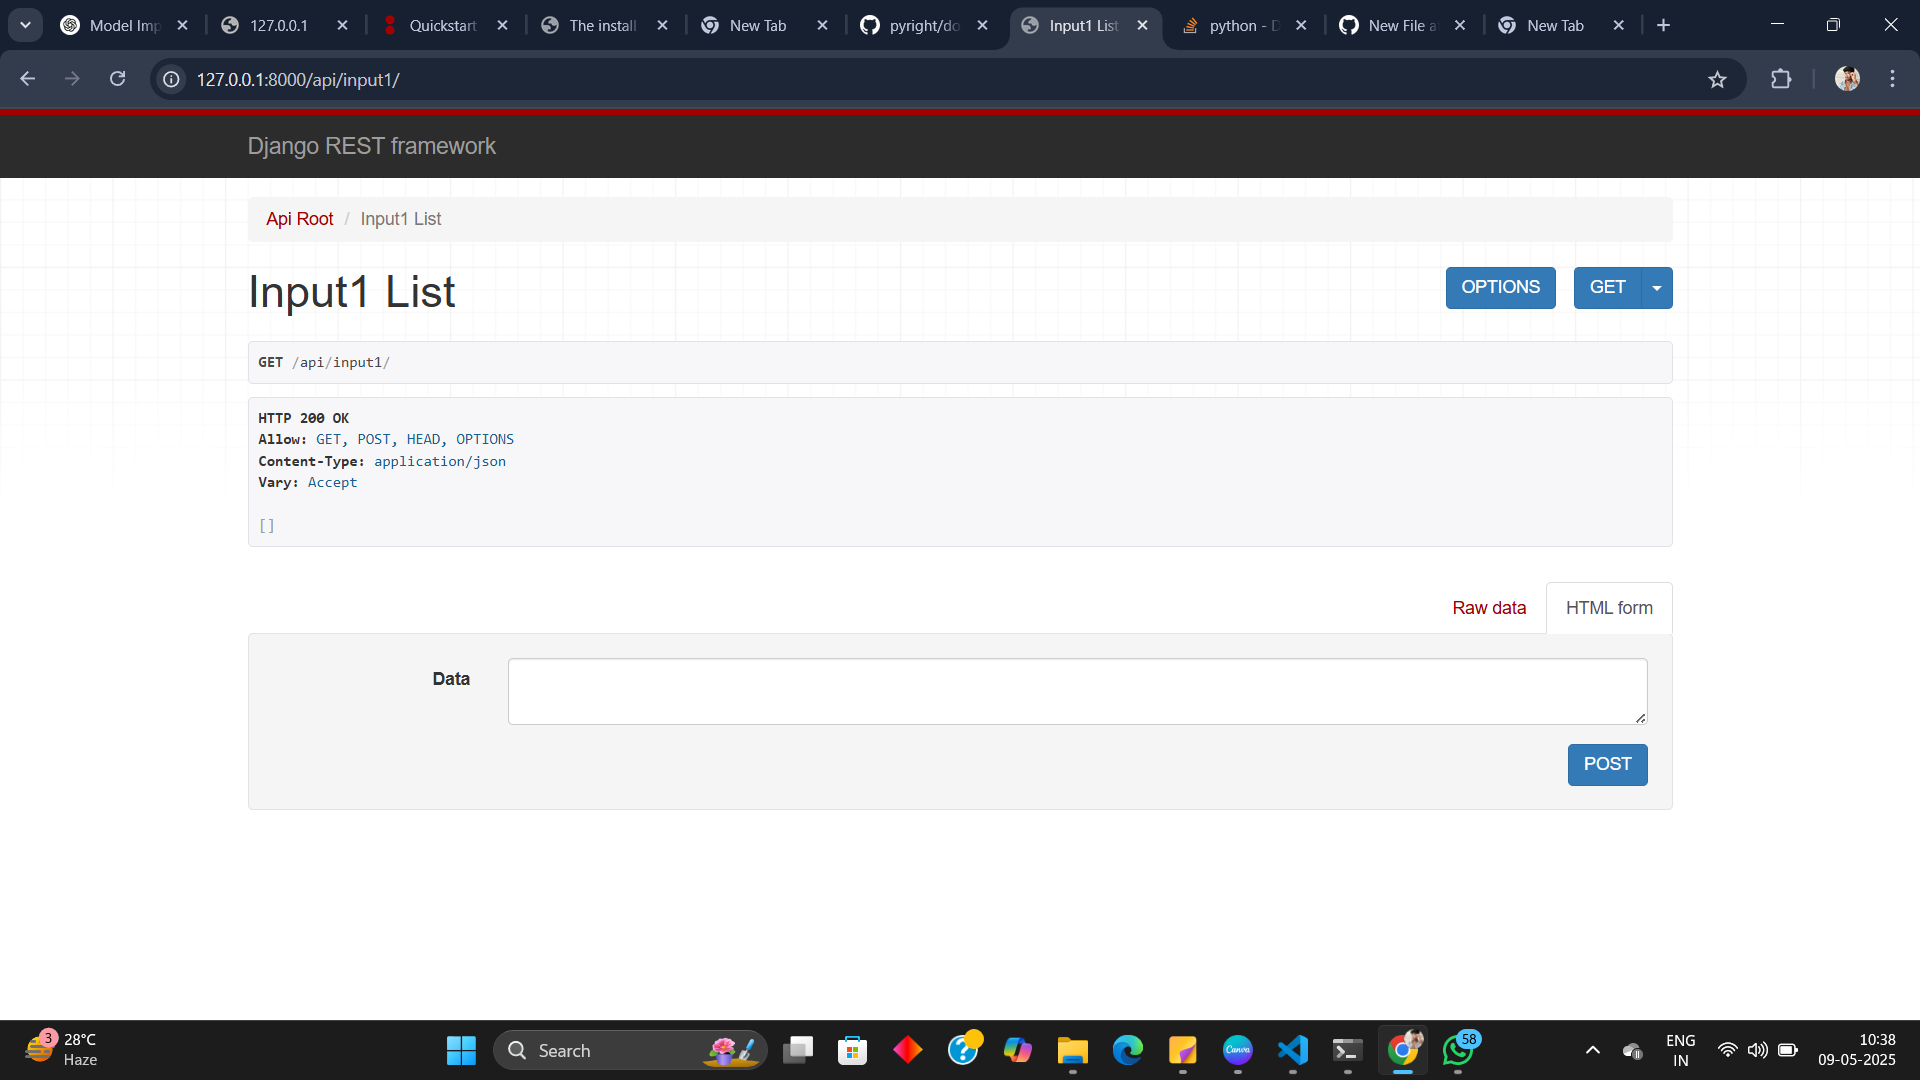 Model Imp
127.0.0.1
Quickstart
The install
New Tab
pyright/do
Input1 List
python - D
New File a
New Tab
127.0.0.1:8000/api/input1/
Django REST framework
Api Root / Input1 List
Input1 List
OPTIONS
GET
GET /api/input1/
HTTP 200 OK
Allow: GET, POST, HEAD, OPTIONS
Content-Type: application/json
Vary: Accept
[]
Raw data
HTML form
Data
POST
3
28°C
Haze
Search
Canva
58
ENG
IN
10:38
09-05-2025